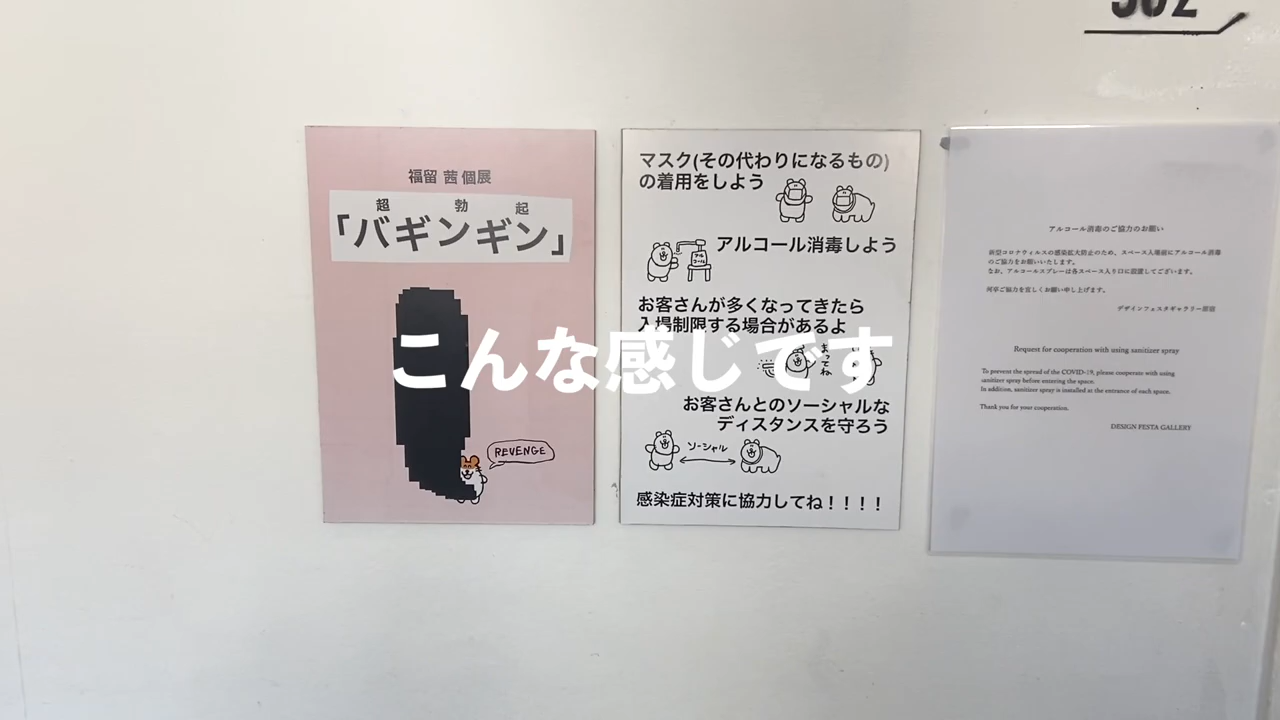 502
福留 茜 個展
超 勃 起
「バギンギン」
REVENGE
マスク(その代わりになるもの)
の着用をしよう
アルコール消毒しよう
アルコール
お客さんが多くなってきたら
入場制限する場合があるよ
まってね
お客さんとのソーシャルな
ディスタンスを守ろう
ソーシャル
感染症対策に協力してね!!!!
こんな感じです
アルコール消毒のご協力のお願い
新型コロナウィルスの感染拡大防止のため、スペース入場前にアルコール消毒
のご協力をお願いいたします。
なお、アルコールスプレーは各スペース入り口に設置してございます。
何卒ご協力を宜しくお願い申し上げます。
デザインフェスタギャラリー原宿
Request for cooperation with using sanitizer spray
To prevent the spread of the COVID-19, please cooperate with using
sanitizer spray before entering the space.
In addition, sanitizer spray is installed at the entrance of each space.
Thank you for your cooperation.
DESIGN FESTA GALLERY